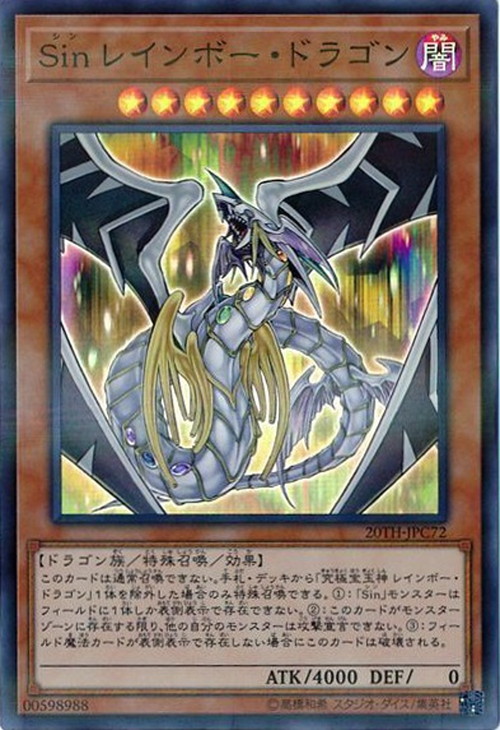 シン
Sin レインボー・ドラゴン
やみ
闇
20TH-JPC72
【ドラゴン族／特殊召喚／効果】
このカードは通常召喚できない。手札・デッキから「究極宝玉神 レインボー・
ドラゴン」1体を除外した場合のみ特殊召喚できる。①：「Sin」モンスターは
フィールドに1体しか表側表示で存在できない。②：このカードがモンスター
ゾーンに存在する限り、他の自分のモンスターは攻撃宣言できない。③：フィ
ールド魔法カードが表側表示で存在しない場合にこのカードは破壊される。
ATK/4000 DEF/ 0
00598988
©高橋和希 スタジオ・ダイス/集英社